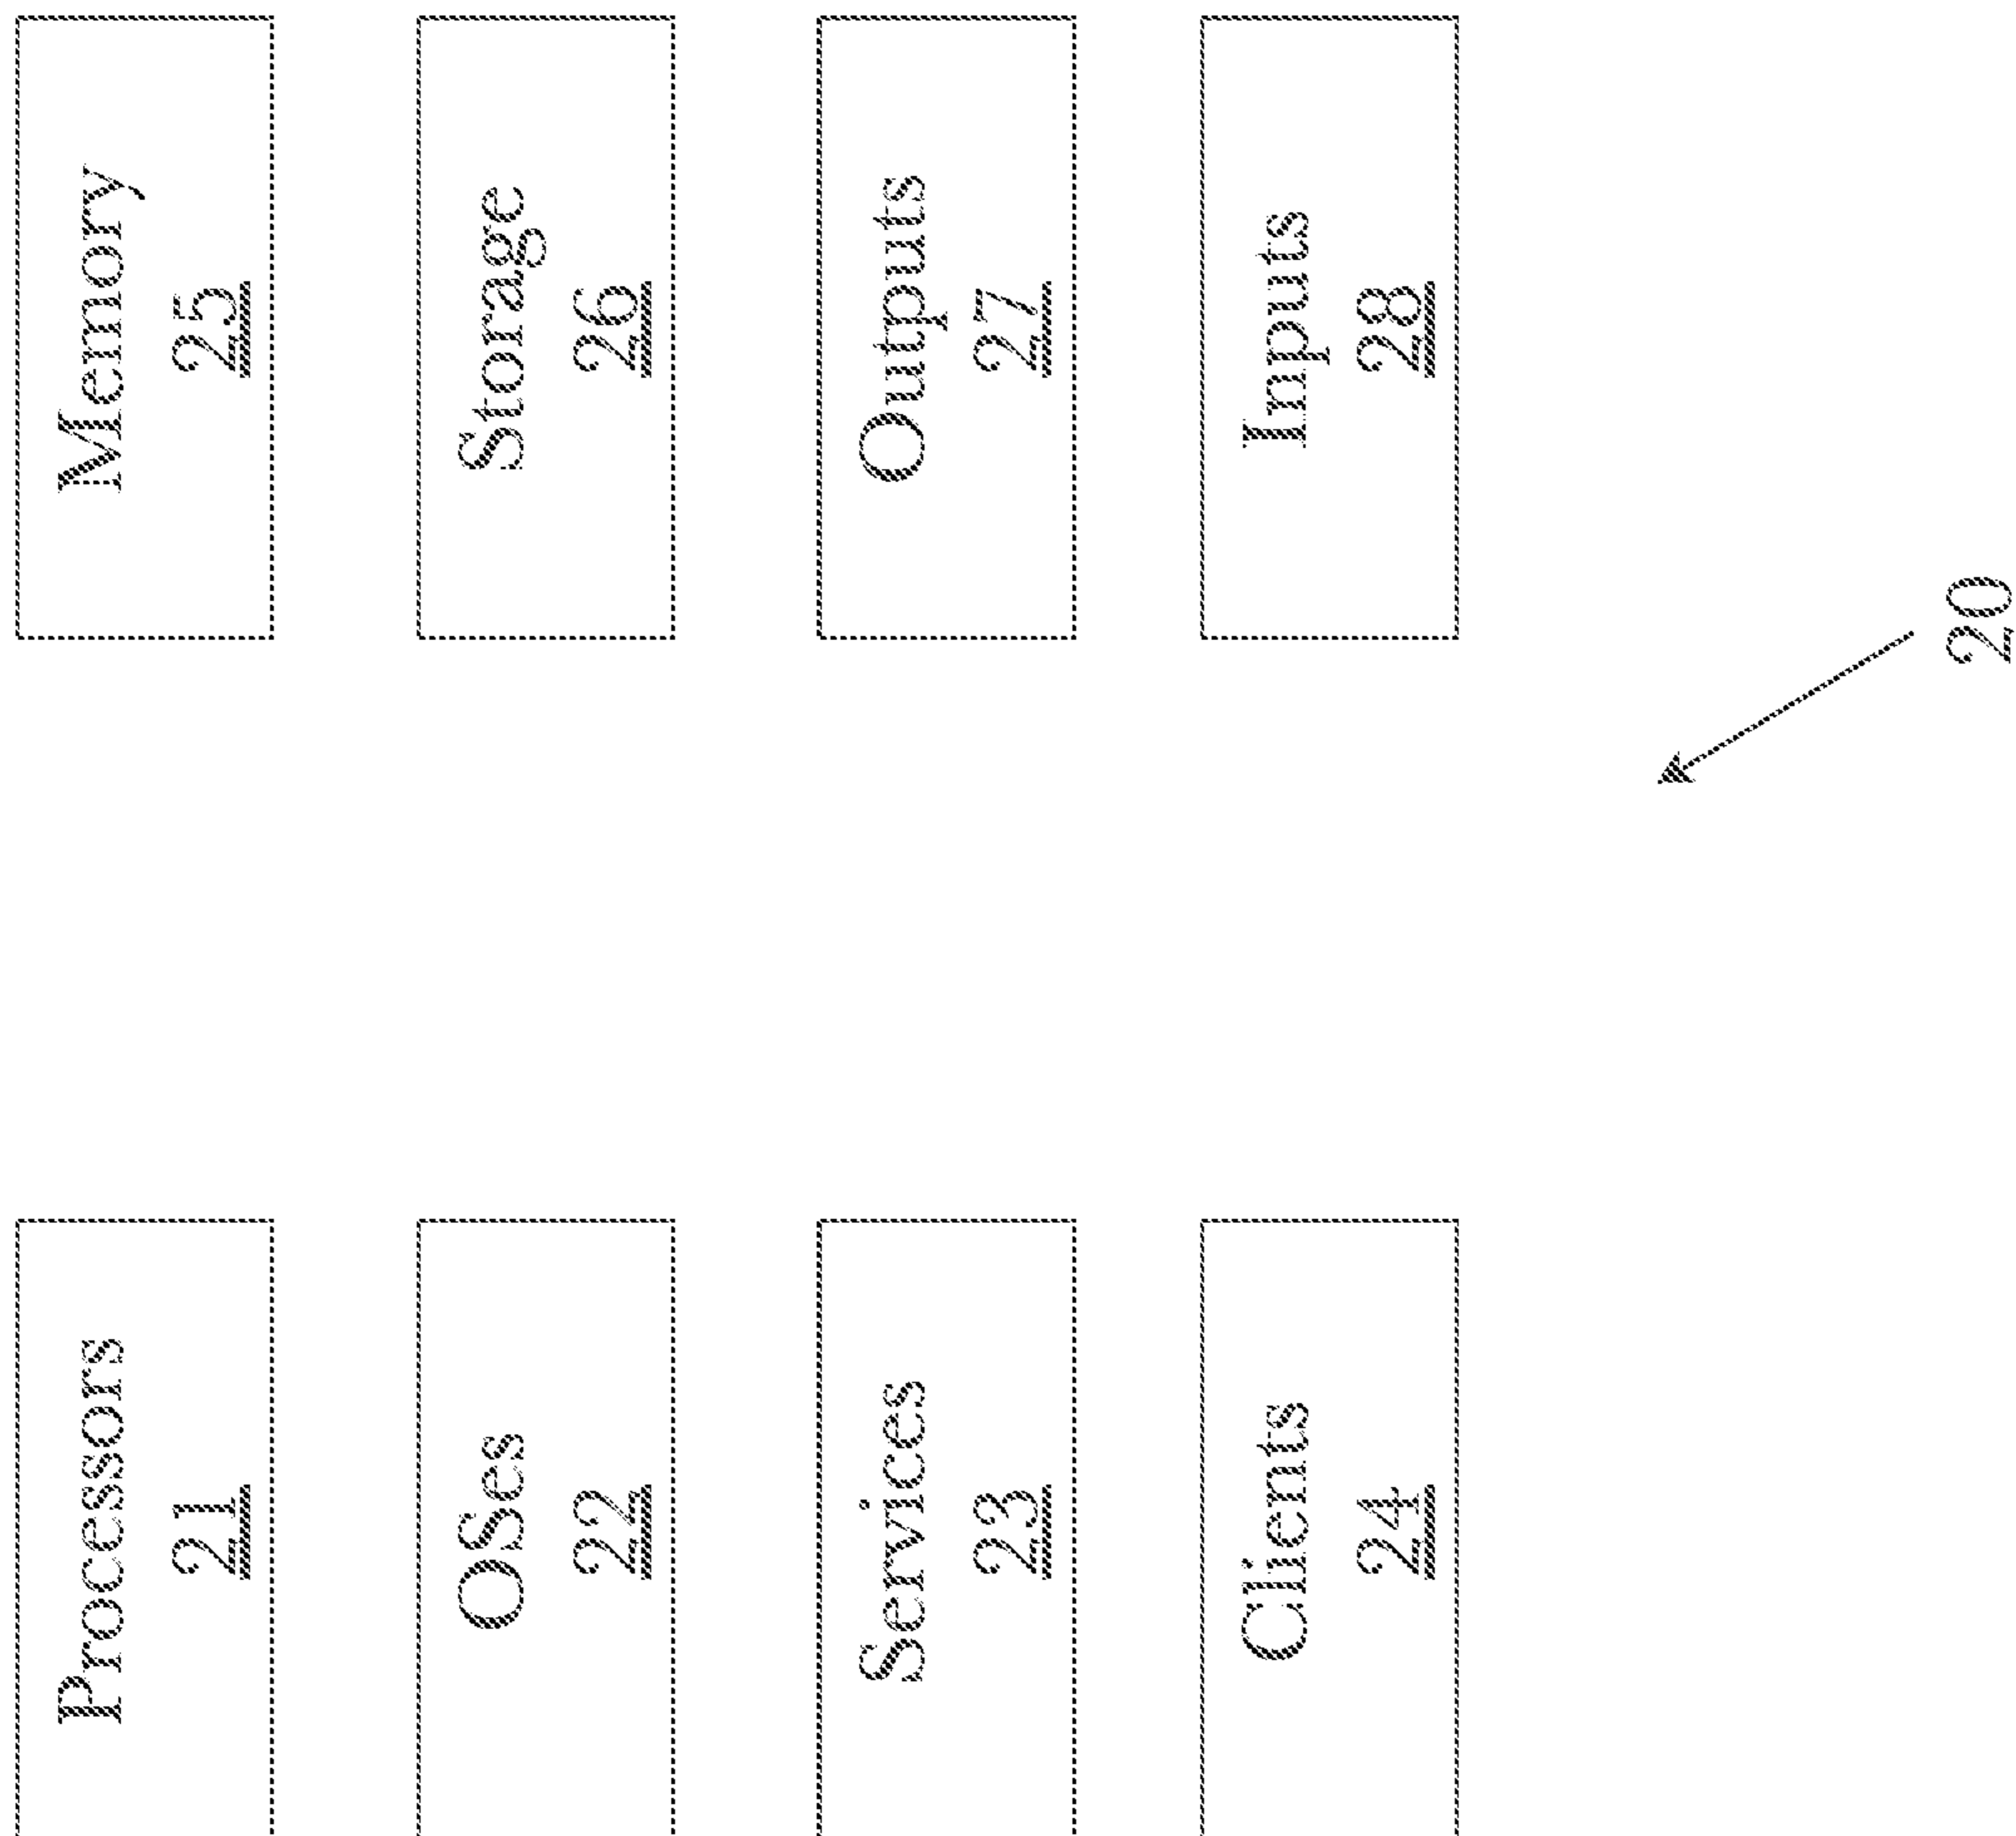 Processors
21
OSes
22
Services
23
Clients
24
Memory
25
Storage
26
Outputs
27
Inputs
28
20